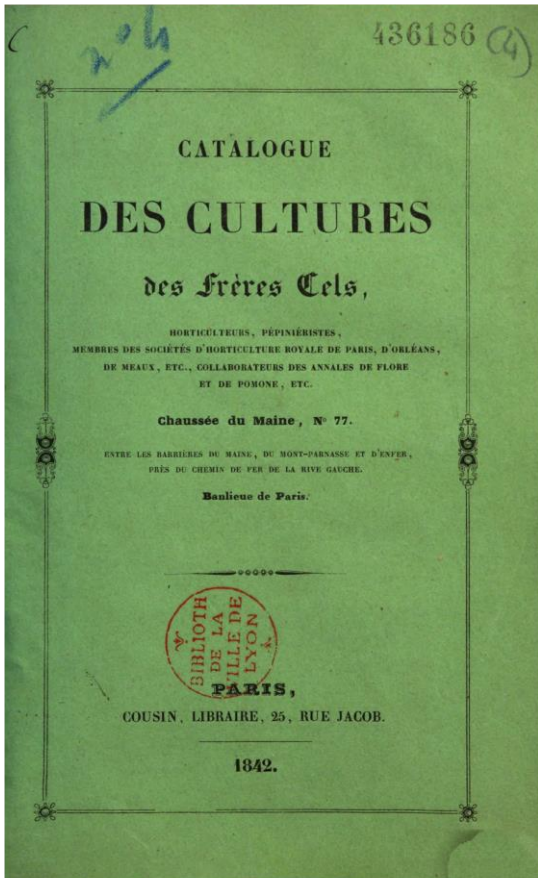 n° 4
436186 (4)
CATALOGUE
DES CULTURES
des Frères Cels,
HORTICULTEURS, PÉPINIÉRISTES,
MEMBRES DES SOCIÉTÉS D'HORTICULTURE ROYALE DE PARIS, D'ORLÉANS,
DE MEAUX, ETC., COLLABORATEURS DES ANNALES DE FLORE
ET DE POMONE, ETC.
Chaussée du Maine, N° 77.
ENTRE LES BARRIÈRES DU MAINE, DU MONT-PARNASSE ET D'ENFER,
PRÈS DU CHEMIN DE FER DE LA RIVE GAUCHE.
Banlieue de Paris.
BIBLIOTH
DE LA
VILLE DE
LYON
PARIS,
COUSIN, LIBRAIRE, 25, RUE JACOB.
1842.